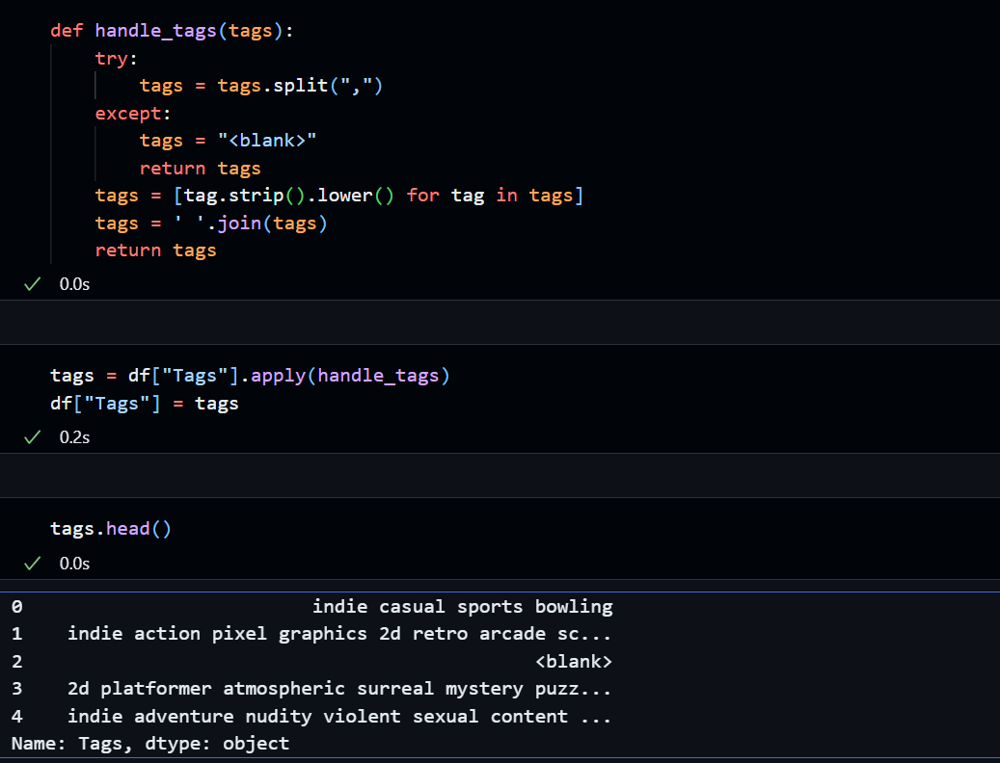 def handle_tags(tags):
    try:
        tags = tags.split(",")
    except:
        tags = "<blank>"
        return tags
    tags = [tag.strip().lower() for tag in tags]
    tags = ' '.join(tags)
    return tags
✓ 0.0s
tags = df["Tags"].apply(handle_tags)
df["Tags"] = tags
✓ 0.2s
tags.head()
✓ 0.0s
0                           indie casual sports bowling
1    indie action pixel graphics 2d retro arcade sc...
2                                               <blank>
3    2d platformer atmospheric surreal mystery puzz...
4    indie adventure nudity violent sexual content ...
Name: Tags, dtype: object